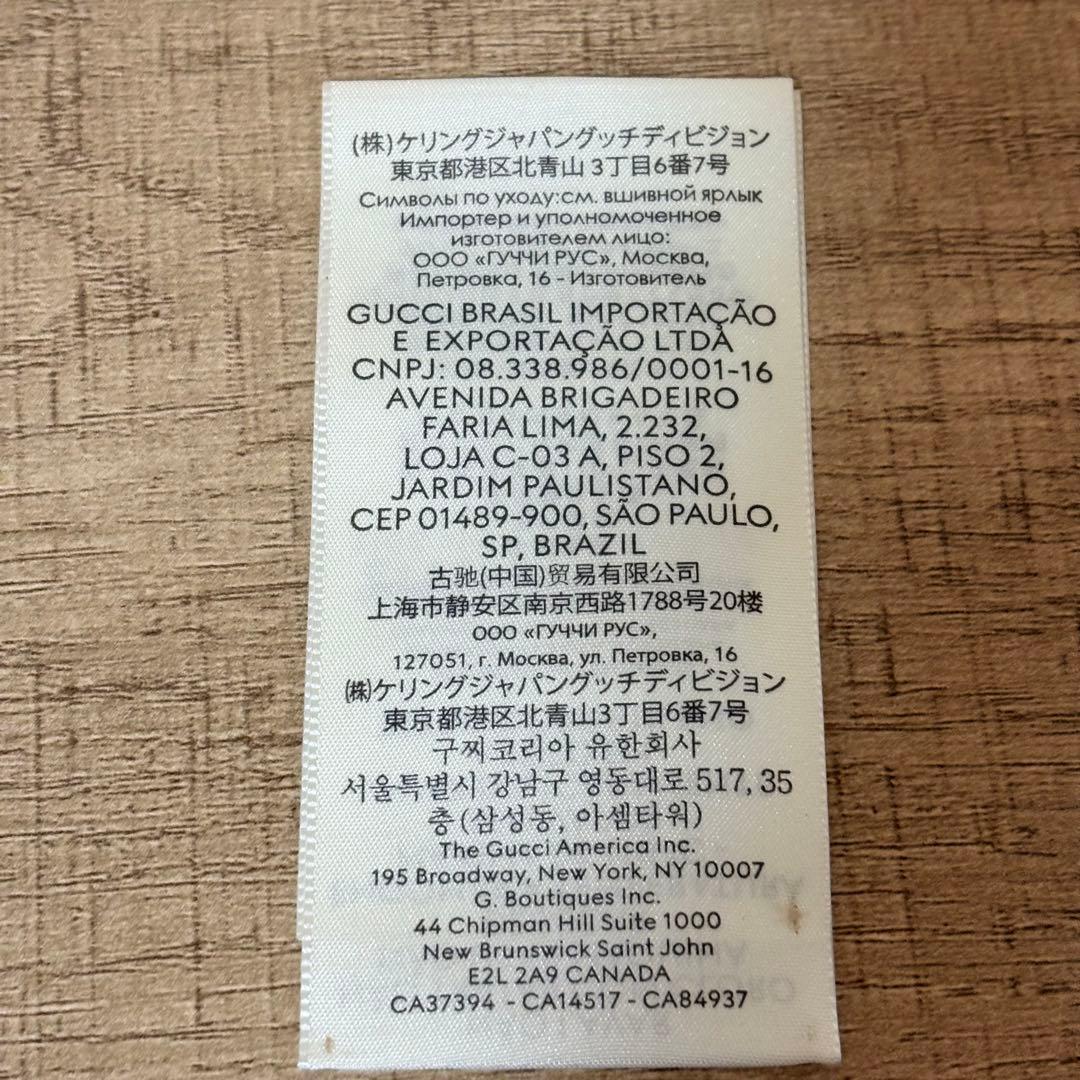 (株)ケリングジャパングッチディビジョン
東京都港区北青山 3丁目6番7号
Символы по уходу:см. вшивной ярлык
Импортер и уполномоченное
изготовителем лицо:
ООО «ГУЧЧИ РУС», Москва,
Петровка, 16 - Изготовитель
GUCCI BRASIL IMPORTAÇÃO
E EXPORTAÇÃO LTDA
CNPJ: 08.338.986/0001-16
AVENIDA BRIGADEIRO
FARIA LIMA, 2.232,
LOJA C-03 A, PISO 2,
JARDIM PAULISTANO,
CEP 01489-900, SÃO PAULO,
SP, BRAZIL
古驰(中国)贸易有限公司
上海市静安区南京西路1788号20楼
ООО «ГУЧЧИ РУС»,
127051, г. Москва, ул. Петровка, 16
㈱ケリングジャパングッチディビジョン
東京都港区北青山3丁目6番7号
구찌코리아 유한회사
서울특별시 강남구 영동대로 517, 35
층 (삼성동, 아셈타워)
The Gucci America Inc.
195 Broadway, New York, NY 10007
G. Boutiques Inc.
44 Chipman Hill Suite 1000
New Brunswick Saint John
E2L 2A9 CANADA
CA37394 - CA14517 - CA84937